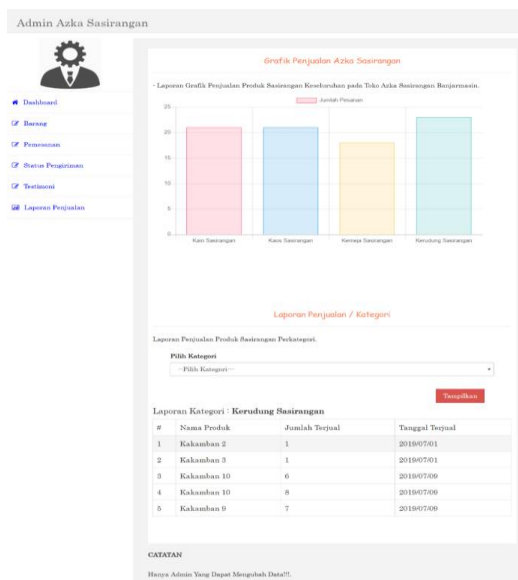 Admin Azka Sasirangan
Dashboard
Barang
Pemesanan
Status Pengiriman
Testimoni
Laporan Penjualan
Grafik Penjualan Azka Sasirangan
- Laporan Grafik Penjualan Produk Sasirangan Keseluruhan pada Toko Azka Sasirangan Banjarmasin.
Jumlah Penjualan
25
20
15
10
5
0
Kain Sasirangan Kaos Sasirangan Kemeja Sasirangan Kerudung Sasirangan
Laporan Penjualan / Kategori
Laporan Penjualan Produk Sasirangan Perkategori.
Pilih Kategori
--Pilih Kategori--
Tampilkan
Laporan Kategori : Kerudung Sasirangan
# Nama Produk Jumlah Terjual Tanggal Terjual
1 Kakamban 2 1 2019/07/01
2 Kakamban 3 1 2019/07/01
3 Kakamban 10 6 2019/07/09
4 Kakamban 10 8 2019/07/09
5 Kakamban 9 7 2019/07/09
CATATAN
Hanya Admin Yang Dapat Mengubah Data!!!.